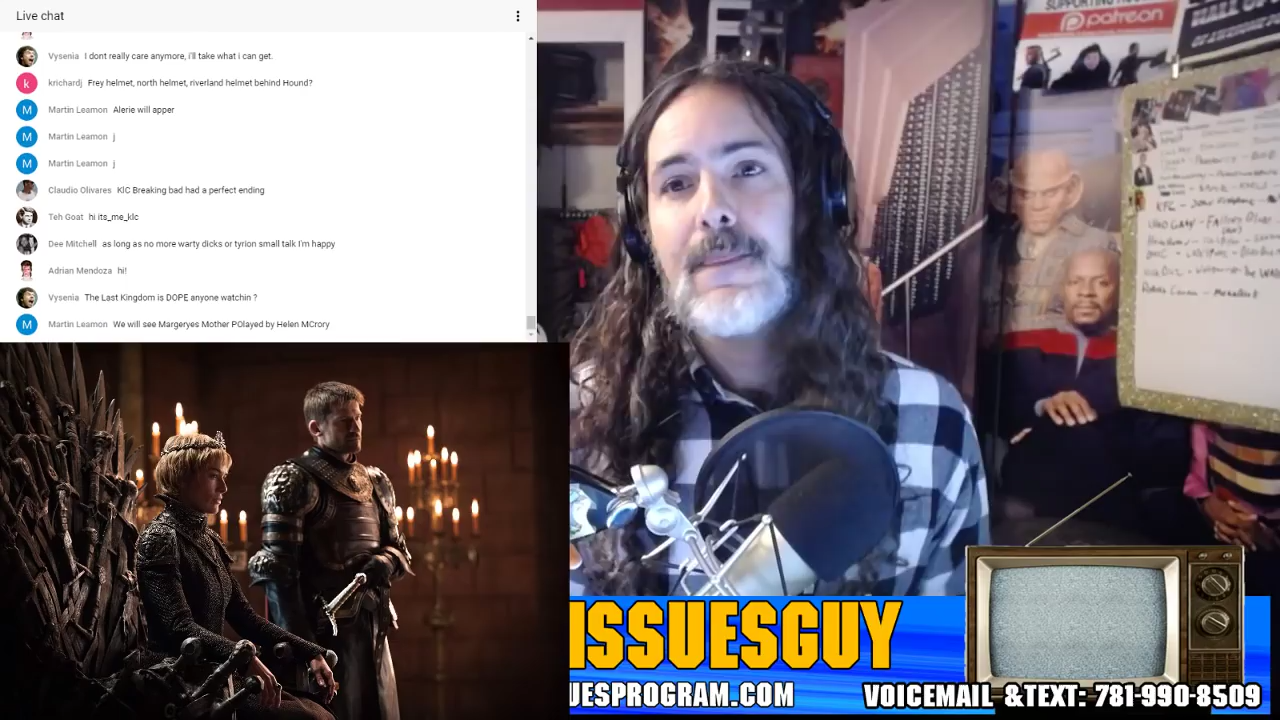 Live chat
Vysenia I dont really care anymore, i'll take what i can get.
k krichardj Frey helmet, north helmet, riverland helmet behind Hound?
M Martin Leamon Alerie will apper
M Martin Leamon j
M Martin Leamon j
Claudio Olivares KlC Breaking bad had a perfect ending
Teh Goat hi its_me_klc
Dee Mitchell as long as no more warty dicks or tyrion small talk I'm happy
Adrian Mendoza hi!
Vysenia The Last Kingdom is DOPE anyone watchin ?
M Martin Leamon We will see Margeryes Mother POlayed by Helen MCrory
patreon
ISSUESGUY
UESPROGRAM.COM
VOICEMAIL &TEXT: 781-990-8509